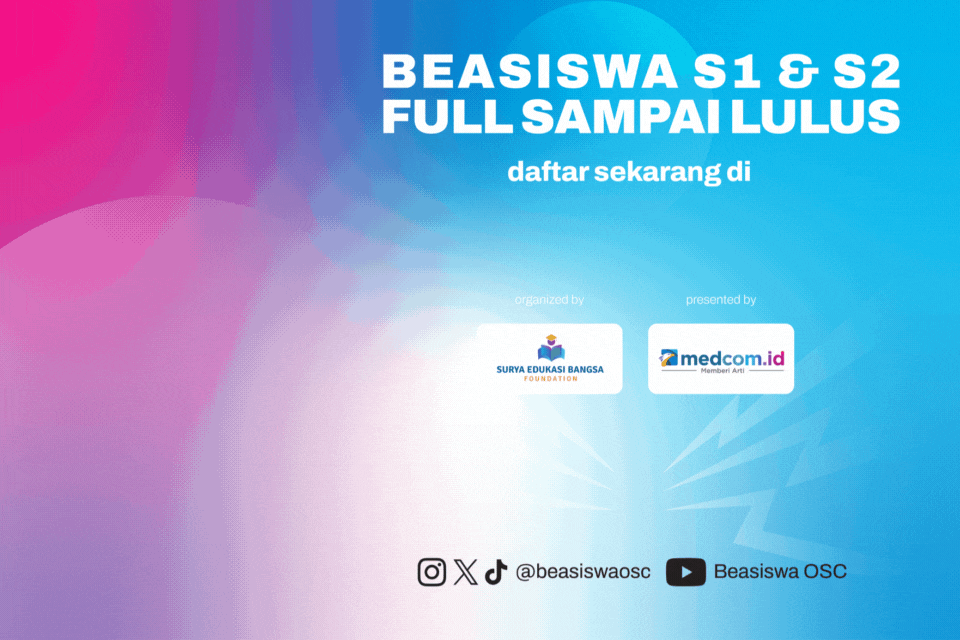 BEASISWA S1 & S2
FULL SAMPAI LULUS
daftar sekarang di
organized by
presented by
SURYA EDUKASI BANGSA
FOUNDATION
medcom.id
Memberi Arti
@beasiswaosc
Beasiswa OSC